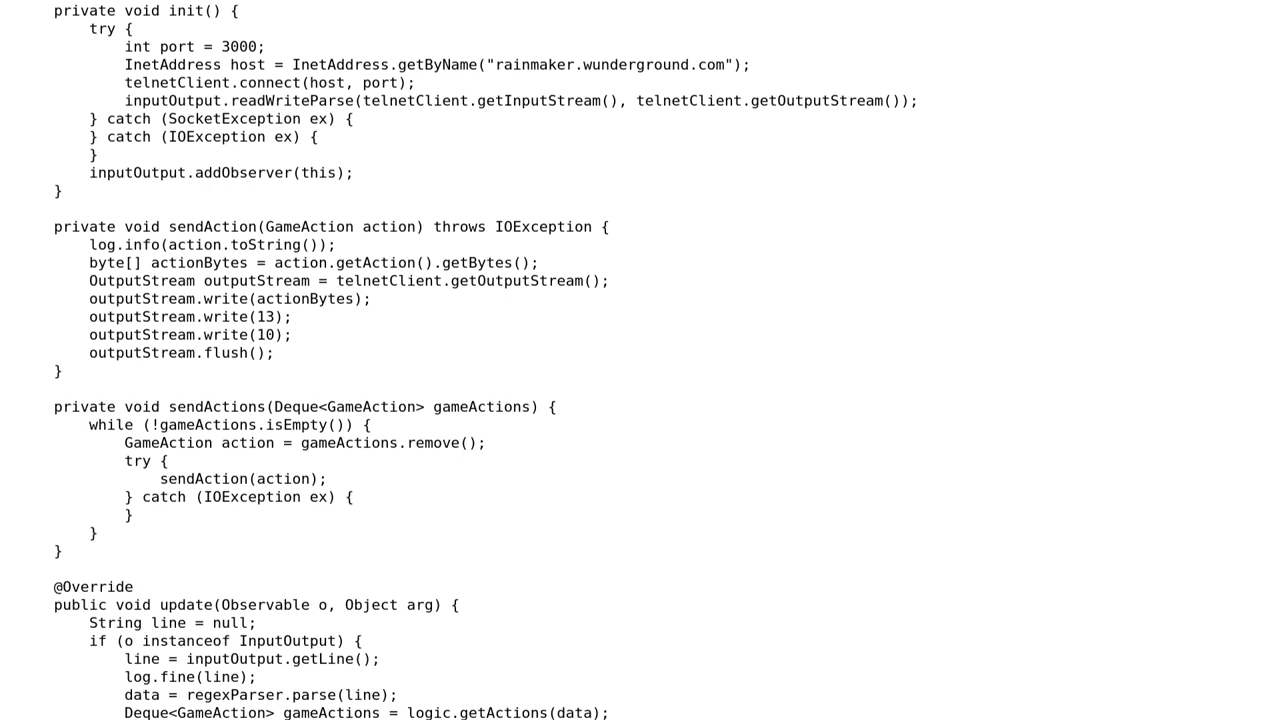 private void init() {
    try {
        int port = 3000;
        InetAddress host = InetAddress.getByName("rainmaker.wunderground.com");
        telnetClient.connect(host, port);
        inputOutput.readWriteParse(telnetClient.getInputStream(), telnetClient.getOutputStream());
    } catch (SocketException ex) {
    } catch (IOException ex) {
    }
    inputOutput.addObserver(this);
}

private void sendAction(GameAction action) throws IOException {
    log.info(action.toString());
    byte[] actionBytes = action.getAction().getBytes();
    OutputStream outputStream = telnetClient.getOutputStream();
    outputStream.write(actionBytes);
    outputStream.write(13);
    outputStream.write(10);
    outputStream.flush();
}

private void sendActions(Deque<GameAction> gameActions) {
    while (!gameActions.isEmpty()) {
        GameAction action = gameActions.remove();
        try {
            sendAction(action);
        } catch (IOException ex) {
        }
    }
}

@Override
public void update(Observable o, Object arg) {
    String line = null;
    if (o instanceof InputOutput) {
        line = inputOutput.getLine();
        log.fine(line);
        data = regexParser.parse(line);
        Deque<GameAction> gameActions = logic.getActions(data);